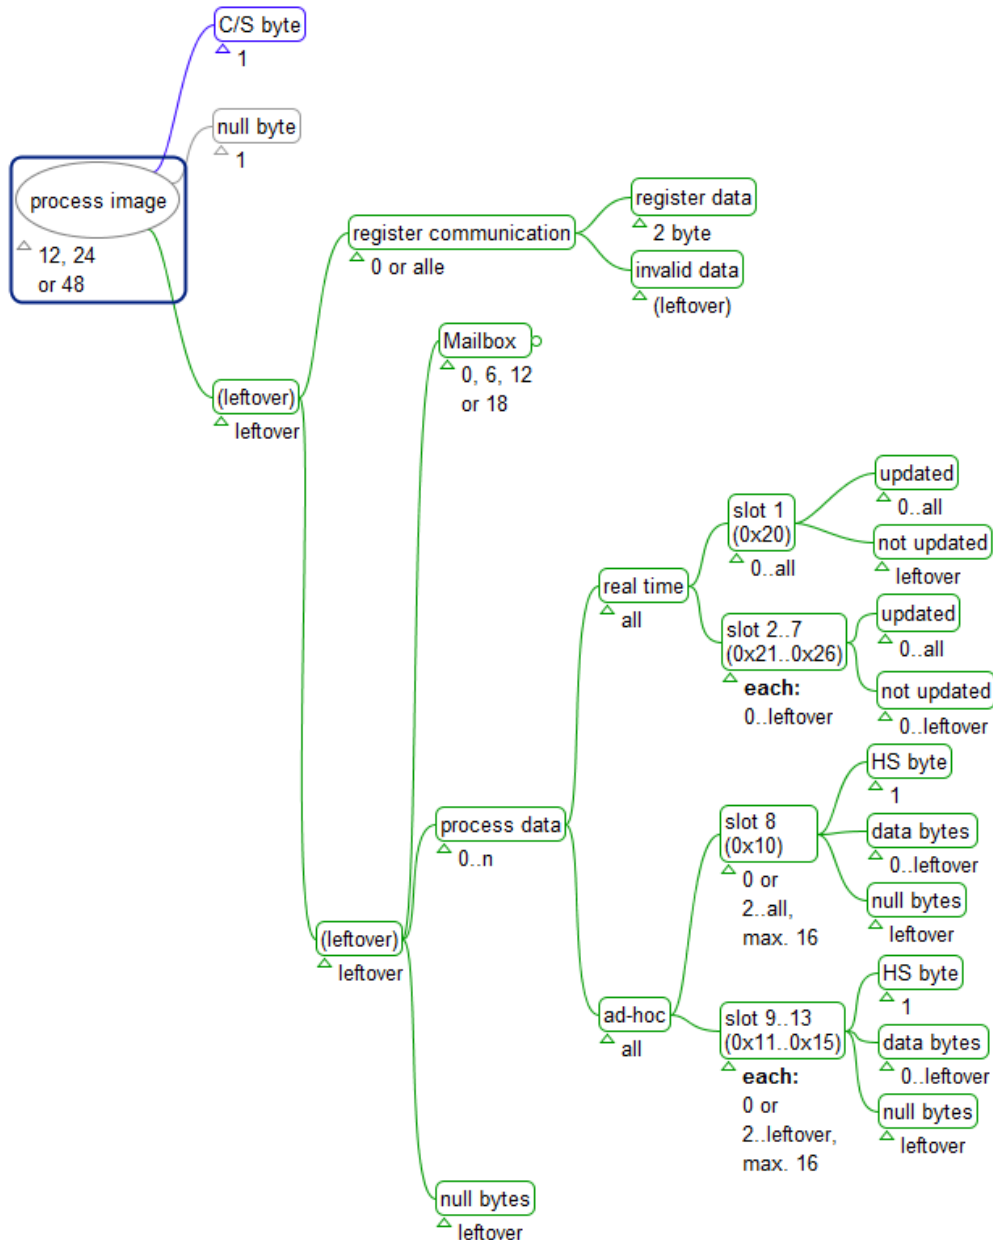 C/S byte
1
null byte
1
process image
12, 24
or 48
register communication
0 or alle
register data
2 byte
invalid data
(leftover)
(leftover)
leftover
Mailbox
0, 6, 12
or 18
updated
0..all
not updated
leftover
slot 1
(0x20)
0..all
real time
all
slot 2..7
(0x21..0x26)
each:
0..leftover
updated
0..all
not updated
0..leftover
HS byte
1
data bytes
0..leftover
null bytes
leftover
slot 8
(0x10)
0 or
2..all,
max. 16
process data
0..n
(leftover)
leftover
ad-hoc
all
slot 9..13
(0x11..0x15)
each:
0 or
2..leftover,
max. 16
HS byte
1
data bytes
0..leftover
null bytes
leftover
null bytes
leftover